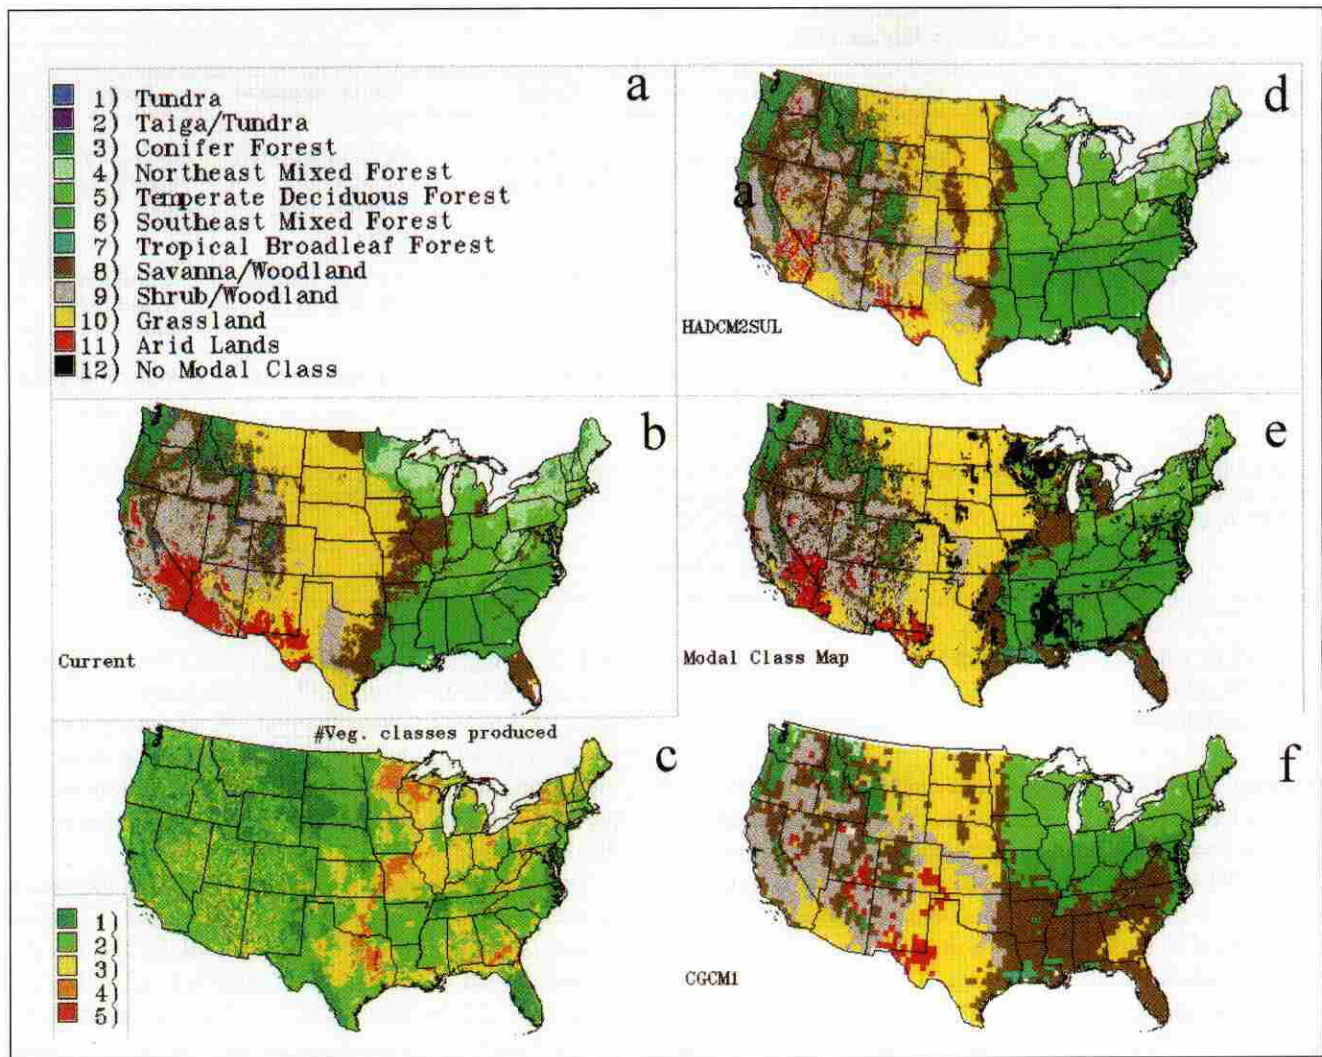 a
1) Tundra
2) Taiga/Tundra
3) Conifer Forest
4) Northeast Mixed Forest
5) Temperate Deciduous Forest
6) Southeast Mixed Forest
7) Tropical Broadleaf Forest
8) Savanna/Woodland
9) Shrub/Woodland
10) Grassland
11) Arid Lands
12) No Modal Class
d
a
HADCM2SUL
b
Current
e
Modal Class Map
#Veg. classes produced
c
1)
2)
3)
4)
5)
f
CGCM1